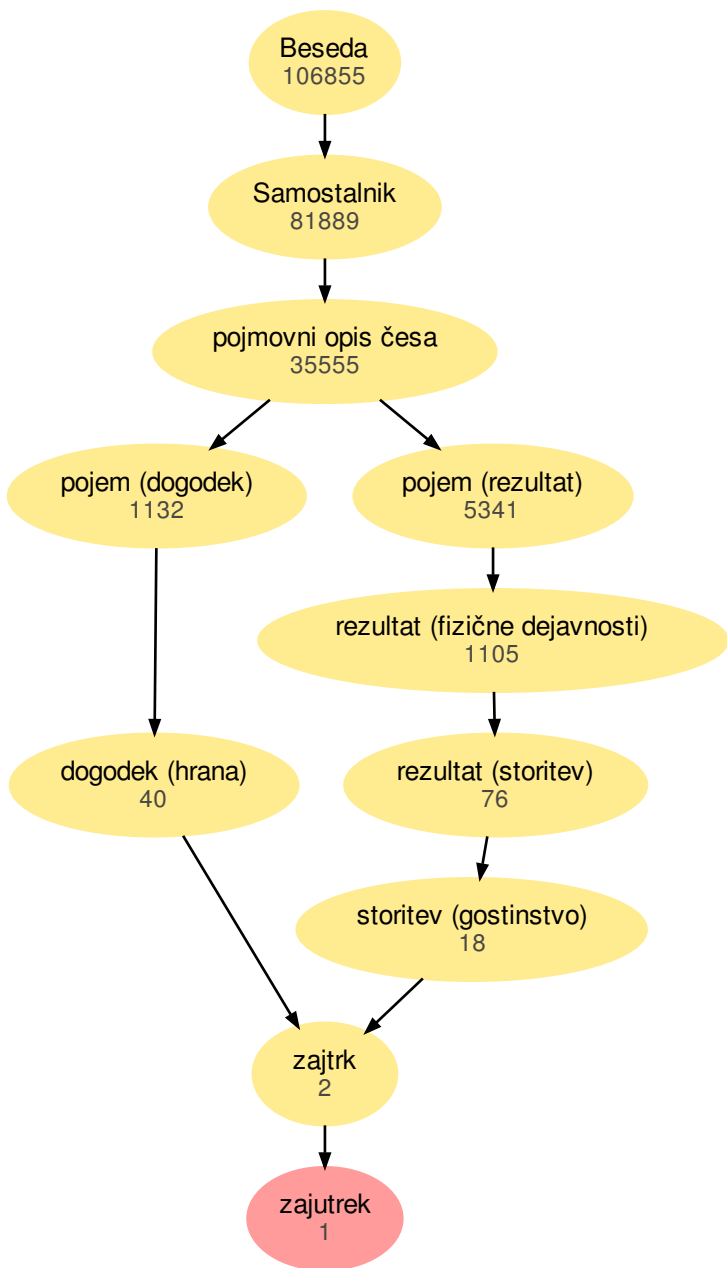 Beseda
106855
Samostalnik
81889
pojmovni opis česa
35555
pojem (dogodek)
1132
pojem (rezultat)
5341
rezultat (fizične dejavnosti)
1105
dogodek (hrana)
40
rezultat (storitev)
76
storitev (gostinstvo)
18
zajtrk
2
zajutrek
1